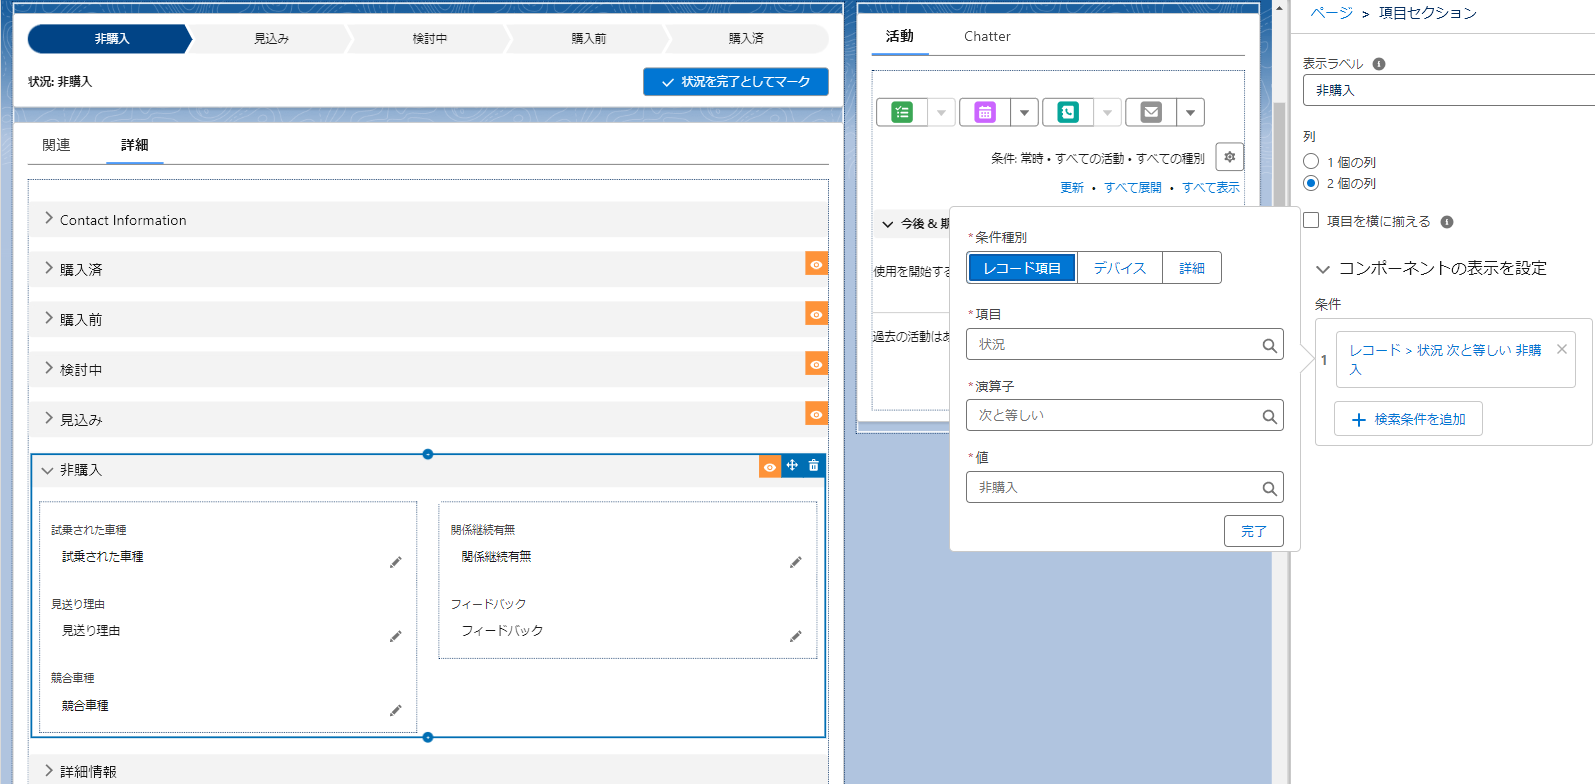 非購入
見込み
検討中
購入前
購入済
状況: 非購入
状況を完了としてマーク
関連
詳細
Contact Information
購入済
購入前
検討中
見込み
非購入
試乗された車種
試乗された車種
見送り理由
見送り理由
競合車種
競合車種
関係継続有無
関係継続有無
フィードバック
フィードバック
詳細情報
活動
Chatter
条件: 常時 • すべての活動 • すべての種別
更新 • すべて展開 • すべて表示
今後 & 期
使用を開始する
過去の活動はあ
*条件種別
レコード項目
デバイス
詳細
*項目
状況
*演算子
次と等しい
*値
非購入
完了
ページ > 項目セクション
表示ラベル
非購入
列
1 個の列
2 個の列
項目を横に揃える
コンポーネントの表示を設定
条件
1
レコード > 状況 次と等しい 非購
入
検索条件を追加